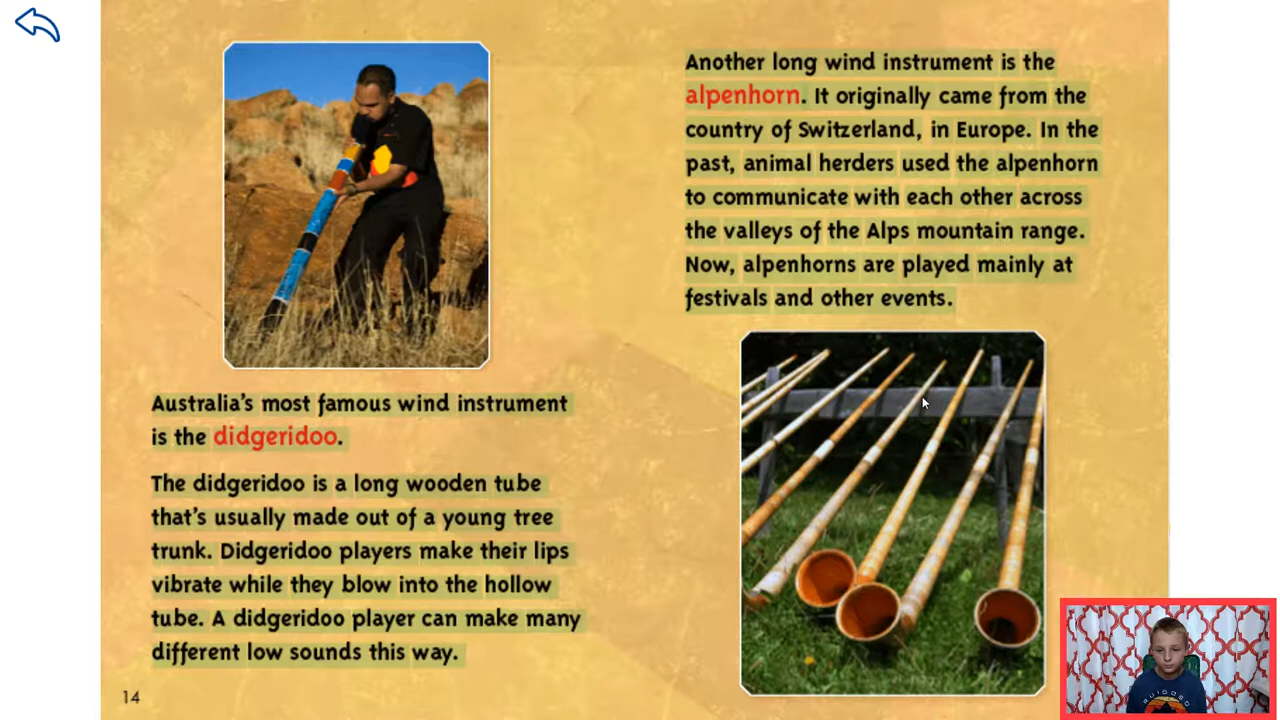 Australia's most famous wind instrument
is the didgeridoo.
The didgeridoo is a long wooden tube
that's usually made out of a young tree
trunk. Didgeridoo players make their lips
vibrate while they blow into the hollow
tube. A didgeridoo player can make many
different low sounds this way.
14
Another long wind instrument is the
alpenhorn. It originally came from the
country of Switzerland, in Europe. In the
past, animal herders used the alpenhorn
to communicate with each other across
the valleys of the Alps mountain range.
Now, alpenhorns are played mainly at
festivals and other events.
RUIDOSO